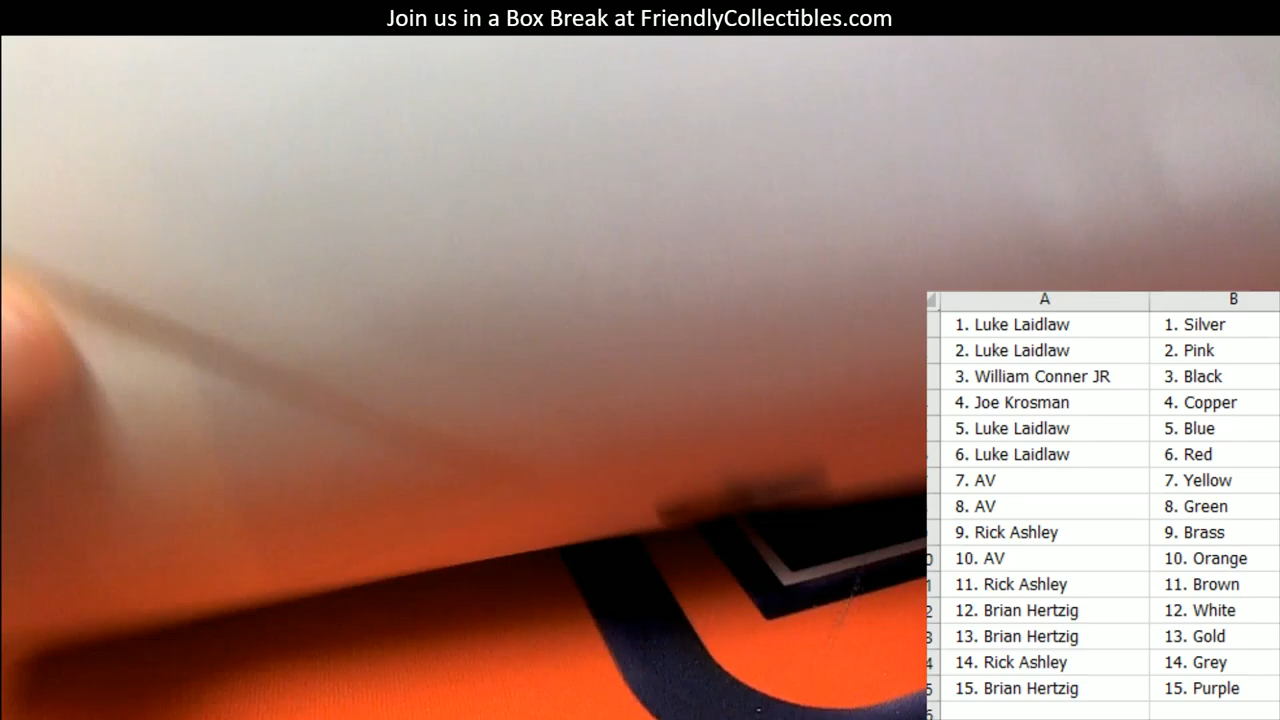 Join us in a Box Break at FriendlyCollectibles.com
A B
1. Luke Laidlaw 1. Silver
2. Luke Laidlaw 2. Pink
3. William Conner JR 3. Black
4. Joe Krosman 4. Copper
5. Luke Laidlaw 5. Blue
6. Luke Laidlaw 6. Red
7. AV 7. Yellow
8. AV 8. Green
9. Rick Ashley 9. Brass
10. AV 10. Orange
11. Rick Ashley 11. Brown
12. Brian Hertzig 12. White
13. Brian Hertzig 13. Gold
14. Rick Ashley 14. Grey
15. Brian Hertzig 15. Purple